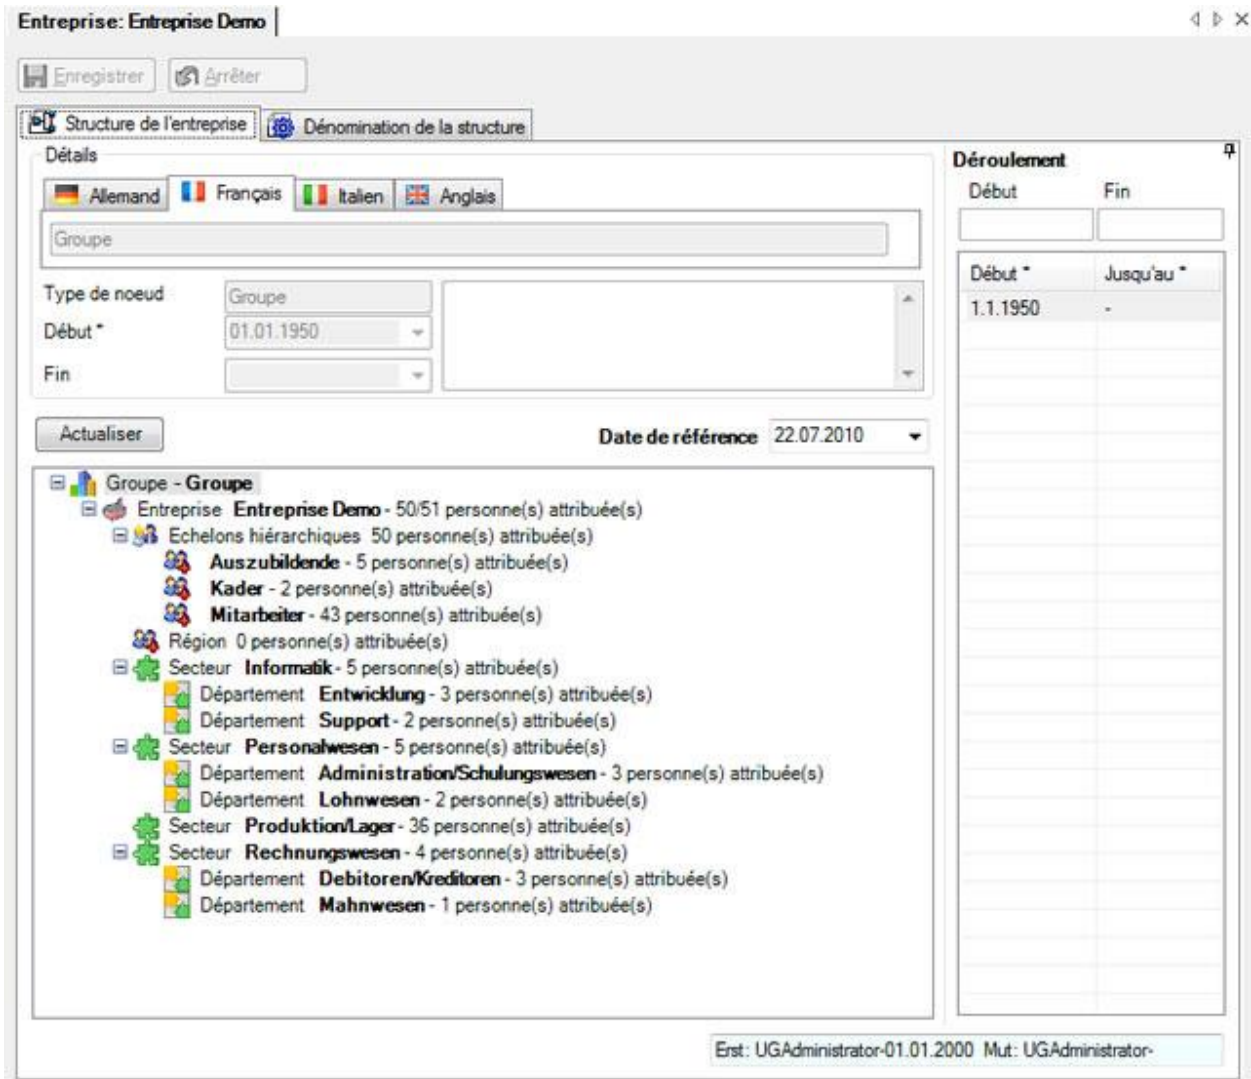 Entreprise: Entreprise Demo
Enregistrer Arrêter
Structure de l'entreprise Dénomination de la structure
Détails
Allemand Français Italien Anglais
Groupe
Type de noeud Groupe
Début * 01.01.1950
Fin
Actualiser Date de référence 22.07.2010
Groupe - Groupe
Entreprise Entreprise Demo - 50/51 personne(s) attribuée(s)
Echelons hiérarchiques 50 personne(s) attribuée(s)
Auszubildende - 5 personne(s) attribuée(s)
Kader - 2 personne(s) attribuée(s)
Mitarbeiter - 43 personne(s) attribuée(s)
Région 0 personne(s) attribuée(s)
Secteur Informatik - 5 personne(s) attribuée(s)
Département Entwicklung - 3 personne(s) attribuée(s)
Département Support - 2 personne(s) attribuée(s)
Secteur Personalwesen - 5 personne(s) attribuée(s)
Département Administration/Schulungswesen - 3 personne(s) attribuée(s)
Département Lohnwesen - 2 personne(s) attribuée(s)
Secteur Produktion/Lager - 36 personne(s) attribuée(s)
Secteur Rechnungswesen - 4 personne(s) attribuée(s)
Département Debitoren/Kreditoren - 3 personne(s) attribuée(s)
Département Mahnwesen - 1 personne(s) attribuée(s)
Déroulement
Début Fin
Début * Jusqu'au *
1.1.1950 -
Erst: UGAdministrator-01.01.2000 Mut: UGAdministrator-